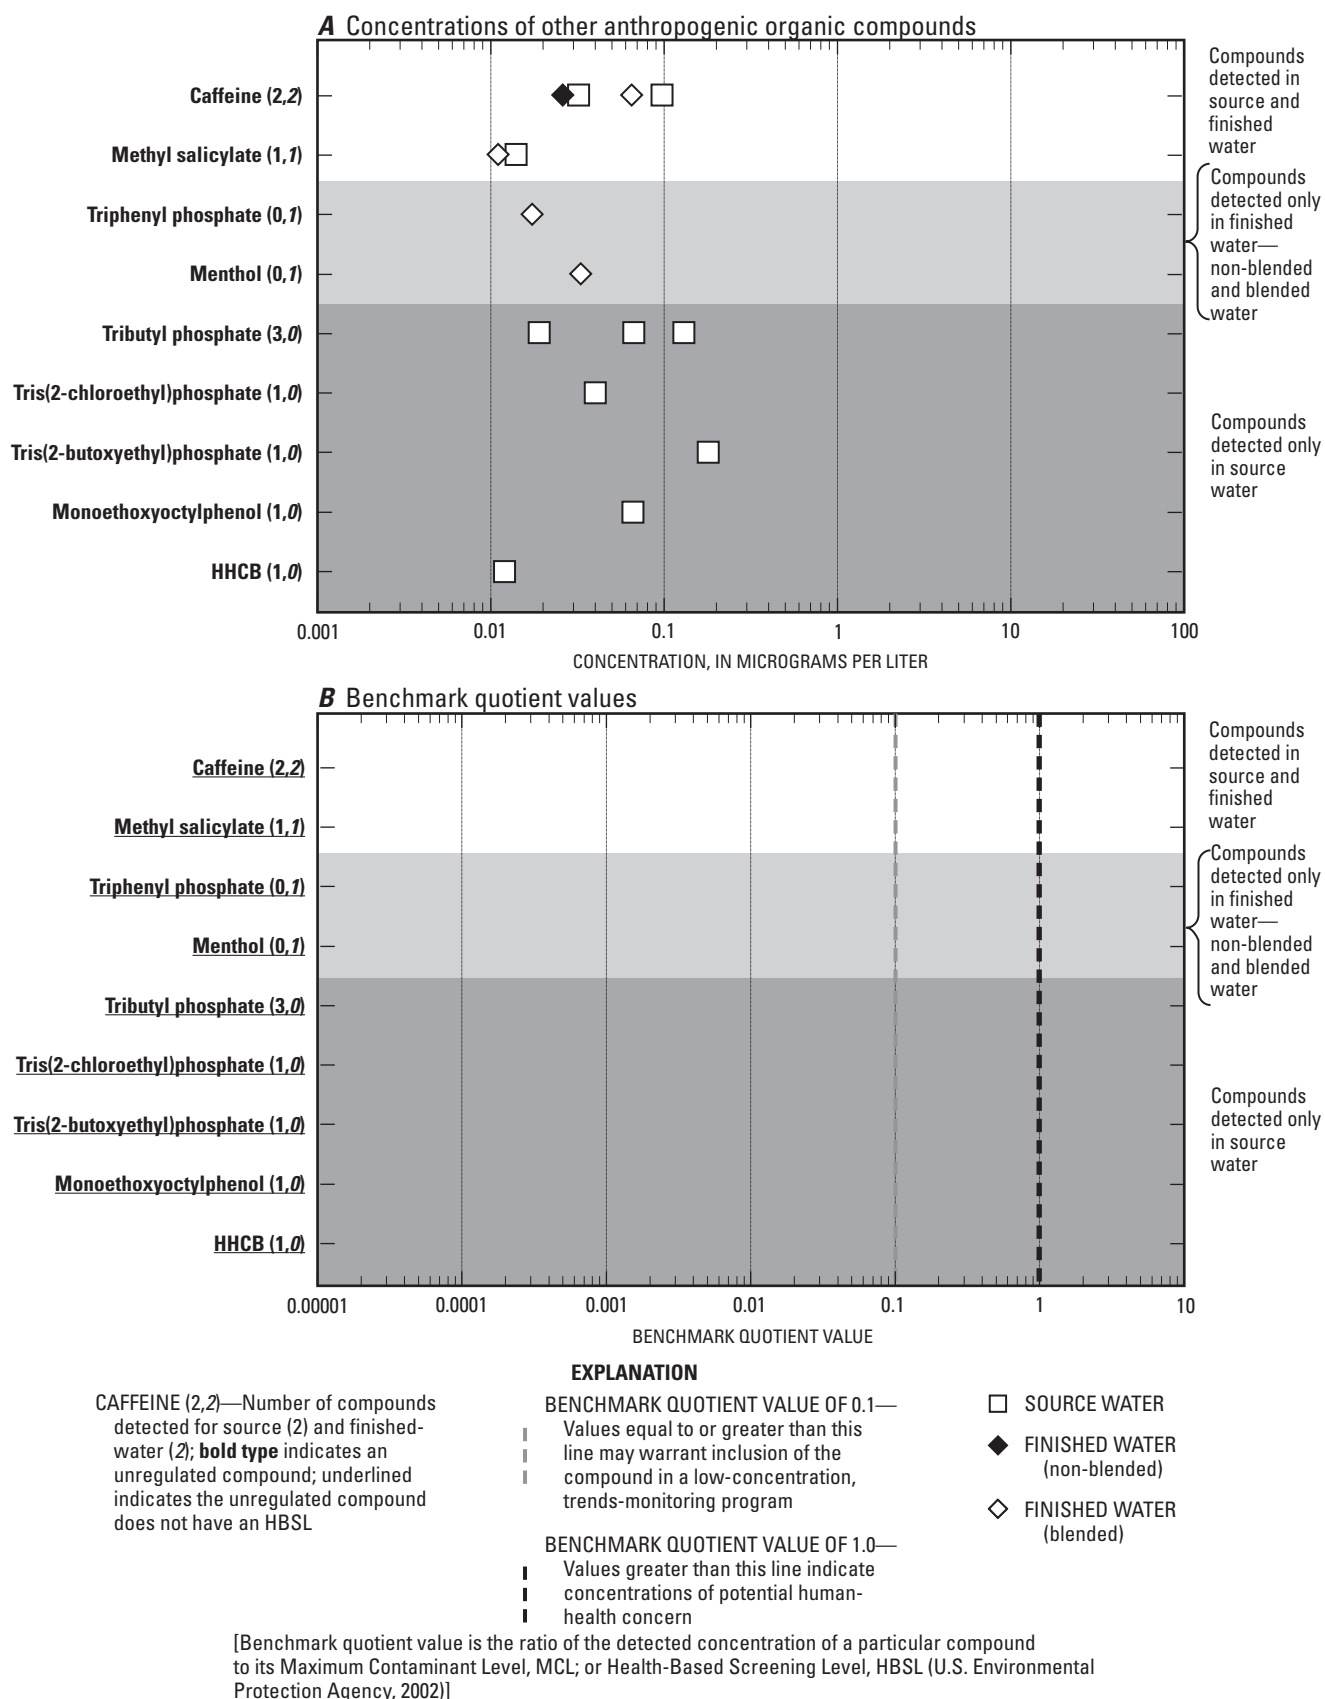 A Concentrations of other anthropogenic organic compounds
Caffeine (2,2)
Methyl salicylate (1,1)
Triphenyl phosphate (0,1)
Menthol (0,1)
Tributyl phosphate (3,0)
Tris(2-chloroethyl)phosphate (1,0)
Tris(2-butoxyethyl)phosphate (1,0)
Monoethoxyoctylphenol (1,0)
HHCB (1,0)
Compounds
detected in
source and
finished
water
Compounds
detected only
in finished
water—
non-blended
and blended
water
Compounds
detected only
in source
water
0.001 0.01 0.1 1 10 100
CONCENTRATION, IN MICROGRAMS PER LITER
B Benchmark quotient values
Caffeine (2,2)
Methyl salicylate (1,1)
Triphenyl phosphate (0,1)
Menthol (0,1)
Tributyl phosphate (3,0)
Tris(2-chloroethyl)phosphate (1,0)
Tris(2-butoxyethyl)phosphate (1,0)
Monoethoxyoctylphenol (1,0)
HHCB (1,0)
Compounds
detected in
source and
finished
water
Compounds
detected only
in finished
water—
non-blended
and blended
water
Compounds
detected only
in source
water
0.00001 0.0001 0.001 0.01 0.1 1 10
BENCHMARK QUOTIENT VALUE
EXPLANATION
CAFFEINE (2,2)—Number of compounds
detected for source (2) and finished-
water (2); bold type indicates an
unregulated compound; underlined
indicates the unregulated compound
does not have an HBSL
BENCHMARK QUOTIENT VALUE OF 0.1—
Values equal to or greater than this
line may warrant inclusion of the
compound in a low-concentration,
trends-monitoring program
BENCHMARK QUOTIENT VALUE OF 1.0—
Values greater than this line indicate
concentrations of potential human-
health concern
SOURCE WATER
FINISHED WATER
(non-blended)
FINISHED WATER
(blended)
[Benchmark quotient value is the ratio of the detected concentration of a particular compound
to its Maximum Contaminant Level, MCL; or Health-Based Screening Level, HBSL (U.S. Environmental
Protection Agency, 2002)]